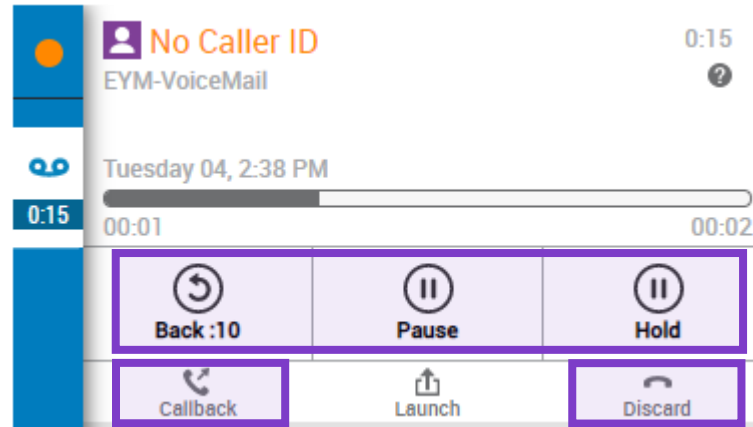 No Caller ID 0:15
EYM-VoiceMail
Tuesday 04, 2:38 PM
0:15
00:01 00:02
Back :10 Pause Hold
Callback Launch Discard